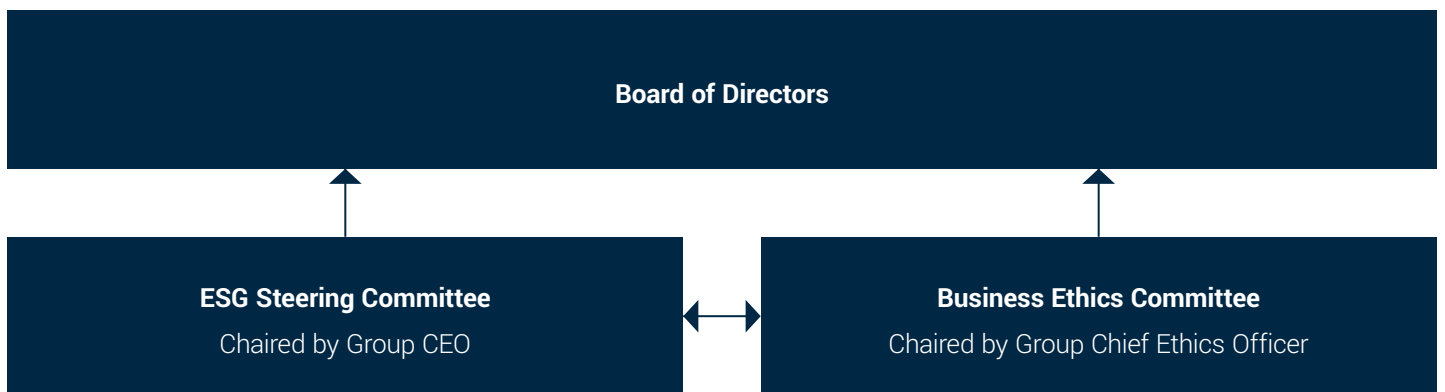 Board of Directors
ESG Steering Committee
Chaired by Group CEO
Business Ethics Committee
Chaired by Group Chief Ethics Officer